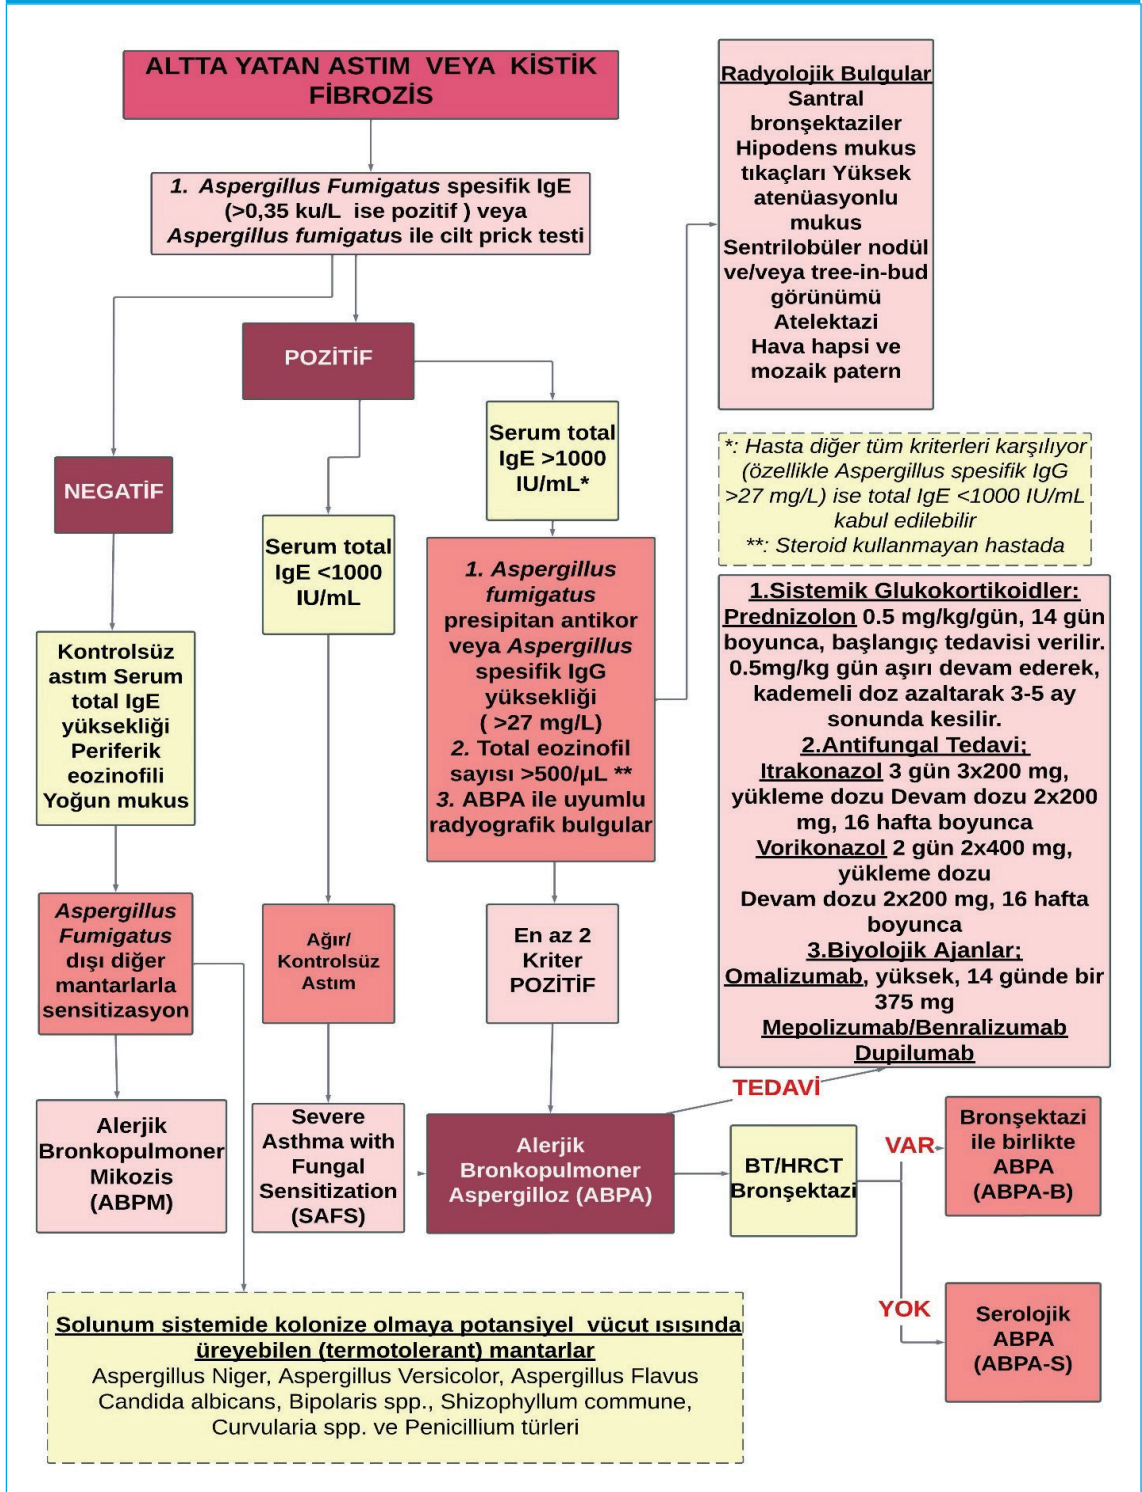 ALTTA YATAN ASTIM VEYA KİSTİK
FİBROZİS
1. Aspergillus Fumigatus spesifik IgE
(>0,35 ku/L ise pozitif ) veya
Aspergillus fumigatus ile cilt prick testi
Radyolojik Bulgular
Santral
bronşektaziler
Hipodens mukus
tıkaçları Yüksek
atenüasyonlu
mukus
Sentrilobüler nodül
ve/veya tree-in-bud
görünümü
Atelektazi
Hava hapsi ve
mozaik patern
POZİTİF
NEGATİF
Serum total
IgE >1000
IU/mL*
Serum total
IgE <1000
IU/mL
*: Hasta diğer tüm kriterleri karşılıyor
(özellikle Aspergillus spesifik IgG
>27 mg/L) ise total IgE <1000 IU/mL
kabul edilebilir
**: Steroid kullanmayan hastada
Kontrolsüz
astım Serum
total IgE
yüksekliği
Periferik
eozinofili
Yoğun mukus
1. Aspergillus
fumigatus
presipitan antikor
veya Aspergillus
spesifik IgG
yüksekliği
( >27 mg/L)
2. Total eozinofil
sayısı >500/µL **
3. ABPA ile uyumlu
radyografik bulgular
1.Sistemik Glukokortikoidler:
Prednizolon 0.5 mg/kg/gün, 14 gün
boyunca, başlangıç tedavisi verilir.
0.5mg/kg gün aşırı devam ederek,
kademeli doz azaltarak 3-5 ay
sonunda kesilir.
2.Antifungal Tedavi;
Itrakonazol 3 gün 3x200 mg,
yükleme dozu Devam dozu 2x200
mg, 16 hafta boyunca
Vorikonazol 2 gün 2x400 mg,
yükleme dozu
Devam dozu 2x200 mg, 16 hafta
boyunca
3.Biyolojik Ajanlar;
Omalizumab, yüksek, 14 günde bir
375 mg
Mepolizumab/Benralizumab
Dupilumab
Aspergillus
Fumigatus
dışı diğer
mantarlarla
sensitizasyon
Ağır/
Kontrolsüz
Astım
En az 2
Kriter
POZİTİF
TEDAVİ
Alerjik
Bronkopulmoner
Mikozis
(ABPM)
Severe
Asthma with
Fungal
Sensitization
(SAFS)
Alerjik
Bronkopulmoner
Aspergilloz (ABPA)
BT/HRCT
Bronşektazi
VAR
Bronşektazi
ile birlikte
ABPA
(ABPA-B)
YOK
Serolojik
ABPA
(ABPA-S)
Solunum sistemide kolonize olmaya potansiyel vücut ısısında
üreyebilen (termotolerant) mantarlar
Aspergillus Niger, Aspergillus Versicolor, Aspergillus Flavus
Candida albicans, Bipolaris spp., Shizophyllum commune,
Curvularia spp. ve Penicillium türleri